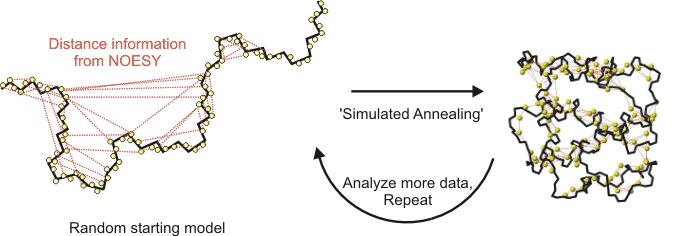 Distance information
from NOESY
'Simulated Annealing'
Analyze more data,
Repeat
Random starting model